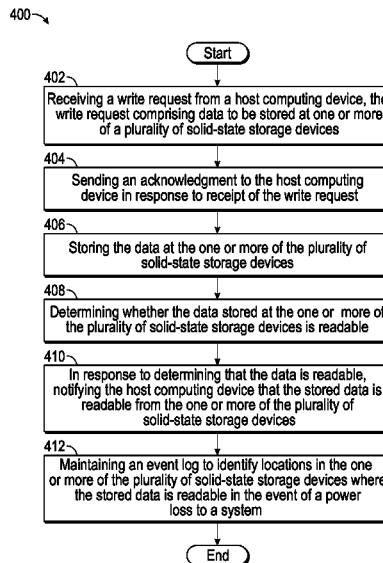 400
Start
402
Receiving a write request from a host computing device, the
write request comprising data to be stored at one or more
of a plurality of solid-state storage devices
404
Sending an acknowledgment to the host computing
device in response to receipt of the write request
406
Storing the data at the one or more of the plurality of
solid-state storage devices
408
Determining whether the data stored at the one or more of
the plurality of solid-state storage devices is readable
410
In response to determining that the data is readable,
notifying the host computing device that the stored data is
readable from the one or more of the plurality of
solid-state storage devices
412
Maintaining an event log to identify locations in the one
or more of the plurality of solid-state storage devices where
the stored data is readable in the event of a power
loss to a system
End